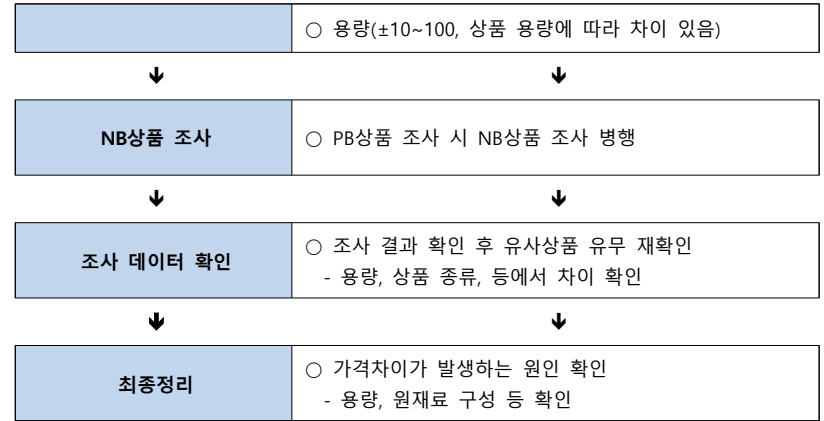 ○ 용량(±10~100, 상품 용량에 따라 차이 있음)
NB상품 조사
○ PB상품 조사 시 NB상품 조사 병행
조사 데이터 확인
○ 조사 결과 확인 후 유사상품 유무 재확인
- 용량, 상품 종류, 등에서 차이 확인
최종정리
○ 가격차이가 발생하는 원인 확인
- 용량, 원재료 구성 등 확인